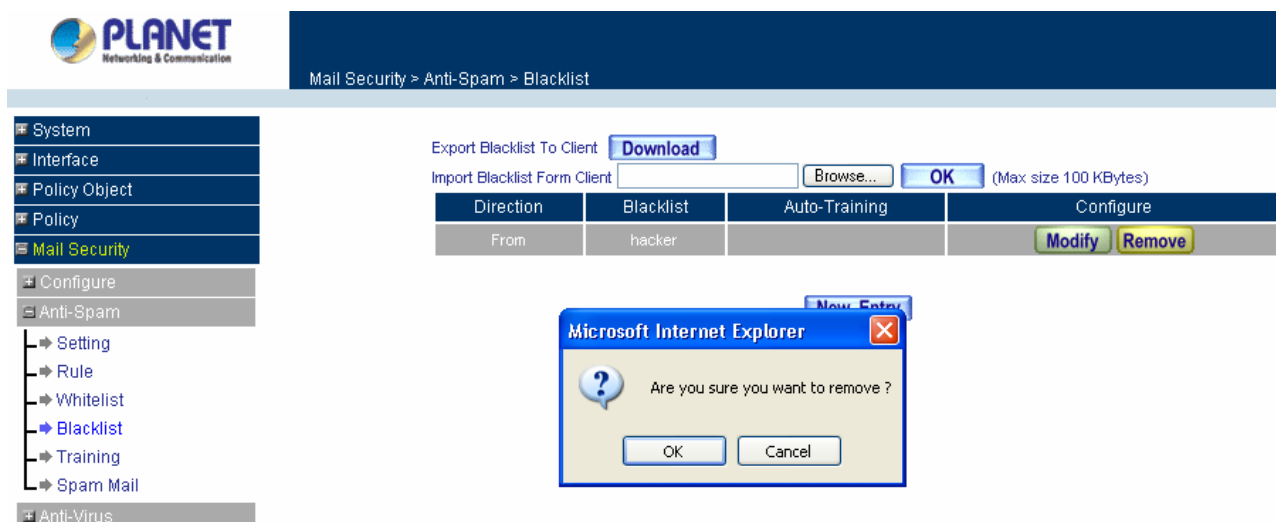 PLANET
Networking & Communication
Mail Security > Anti-Spam > Blacklist
System
Interface
Policy Object
Policy
Mail Security
Configure
Anti-Spam
Setting
Rule
Whitelist
Blacklist
Training
Spam Mail
Anti-Virus
Export Blacklist To Client Download
Import Blacklist Form Client Browse... OK (Max size 100 KBytes)
Direction Blacklist Auto-Training Configure
From hacker Modify Remove
New Entry
Microsoft Internet Explorer
Are you sure you want to remove ?
OK Cancel